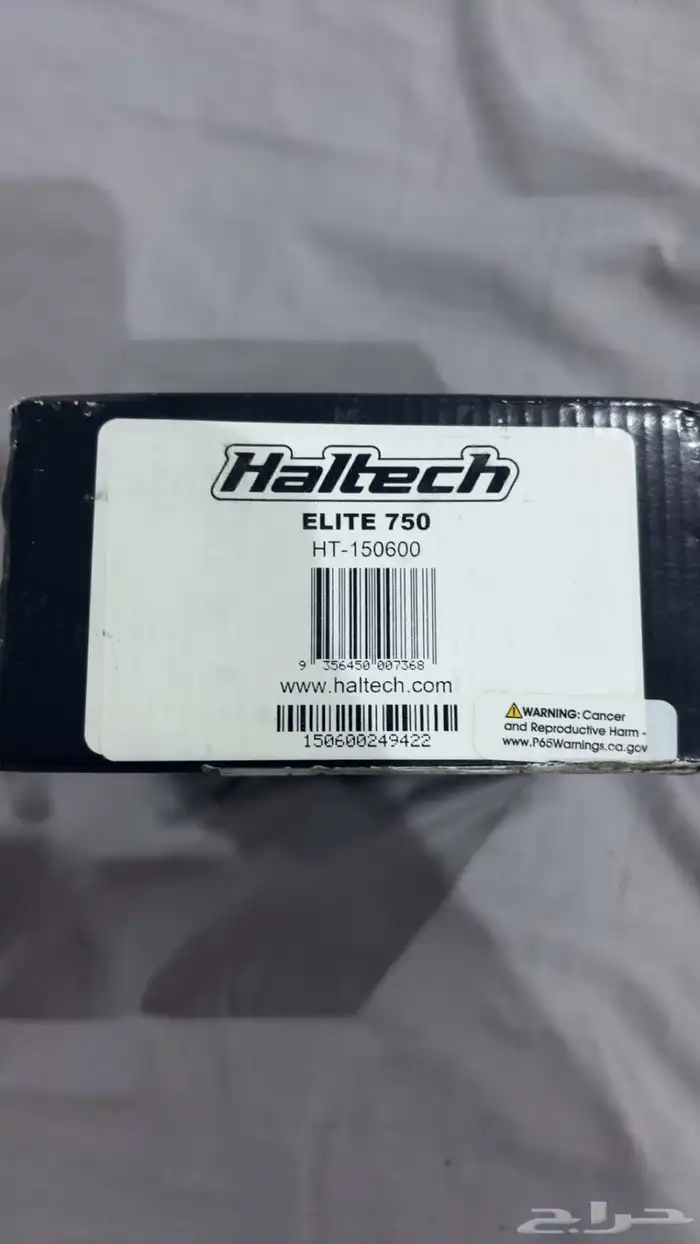 Haltech
ELITE 750
HT-150600
9 356450 007368
www.haltech.com
150600249422
WARNING: Cancer
and Reproductive Harm -
www.P65Warnings.ca.gov
حراج